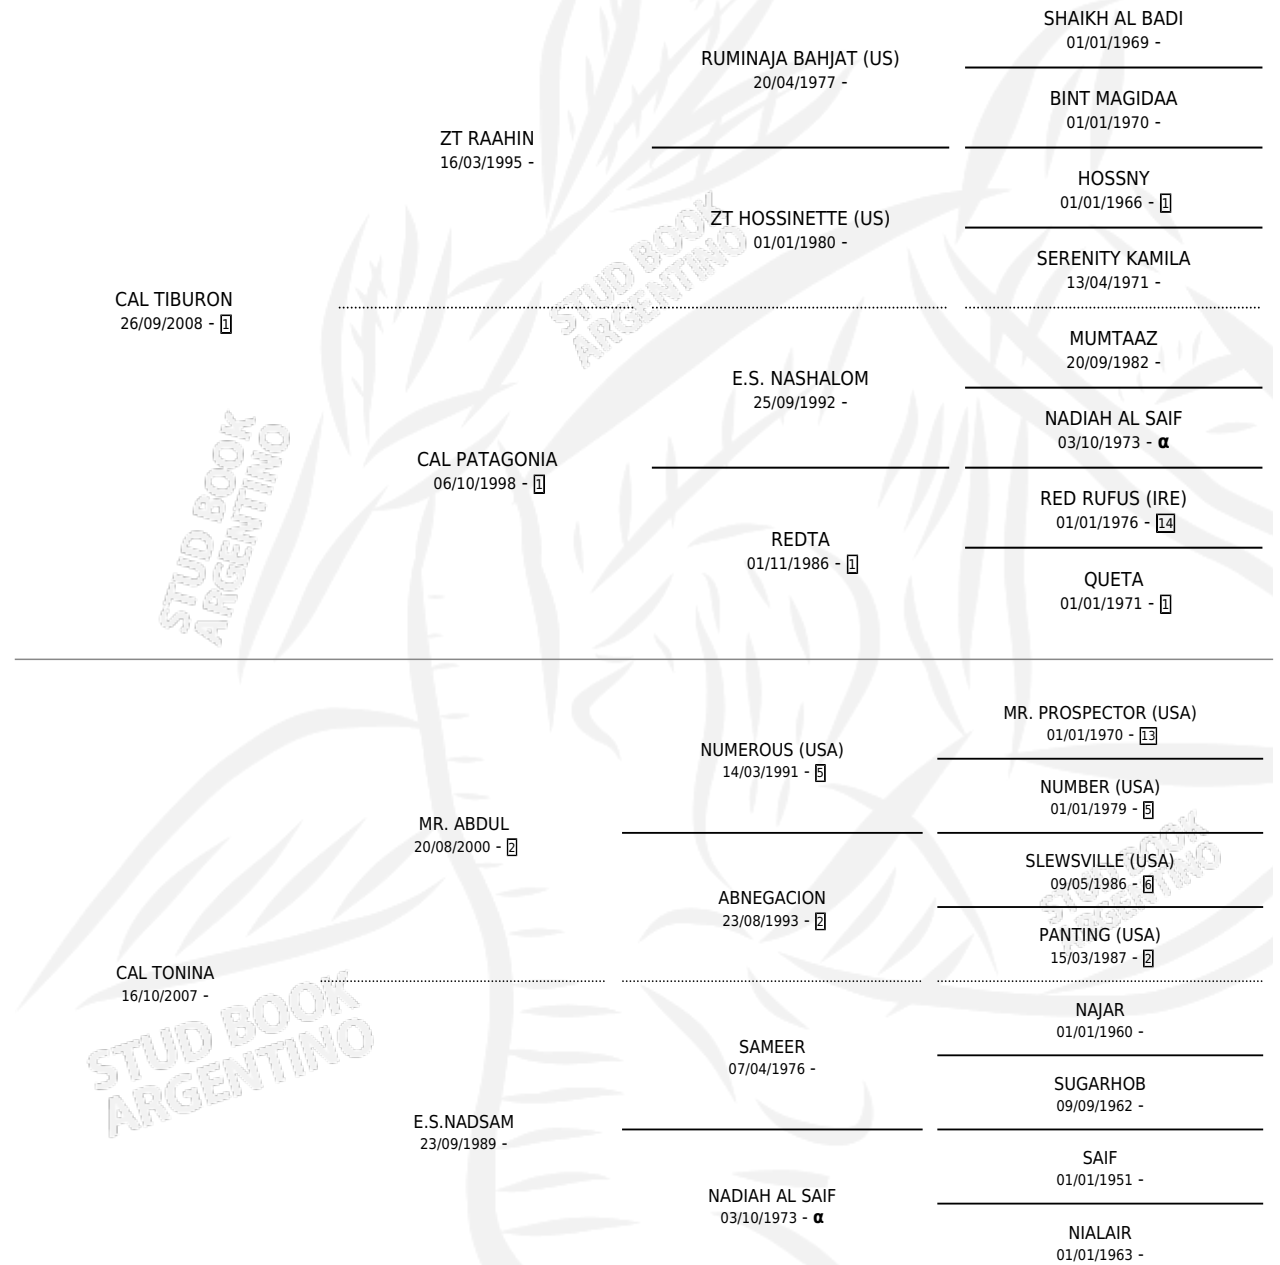 SHAIKH AL BADI
01/01/1969 -
RUMINAJA BAHJAT (US)
20/04/1977 -
BINT MAGIDAA
01/01/1970 -
ZT RAAHIN
16/03/1995 -
HOSSNY
01/01/1966 - 1
ZT HOSSINETTE (US)
01/01/1980 -
SERENITY KAMILA
13/04/1971 -
CAL TIBURON
26/09/2008 - 1
STUD BOOK
ARGENTINO
MUMTAAZ
20/09/1982 -
E.S. NASHALOM
25/09/1992 -
NADIAH AL SAIF
03/10/1973 - α
CAL PATAGONIA
06/10/1998 - 1
RED RUFUS (IRE)
01/01/1976 - 14
REDTA
01/11/1986 - 1
QUETA
01/01/1971 - 1
STUD BOOK
ARGENTINO
MR. PROSPECTOR (USA)
01/01/1970 - 13
NUMEROUS (USA)
14/03/1991 - 5
NUMBER (USA)
01/01/1979 - 5
MR. ABDUL
20/08/2000 - 2
SLEWSVILLE (USA)
09/05/1986 - 6
ABNEGACION
23/08/1993 - 2
PANTING (USA)
15/03/1987 - 2
STUD BOOK
ARGENTINO
CAL TONINA
16/10/2007 -
NAJAR
01/01/1960 -
SAMEER
07/04/1976 -
SUGARHOB
09/09/1962 -
STUD BOOK
ARGENTINO
E.S.NADSAM
23/09/1989 -
SAIF
01/01/1951 -
NADIAH AL SAIF
03/10/1973 - α
NIALAIR
01/01/1963 -